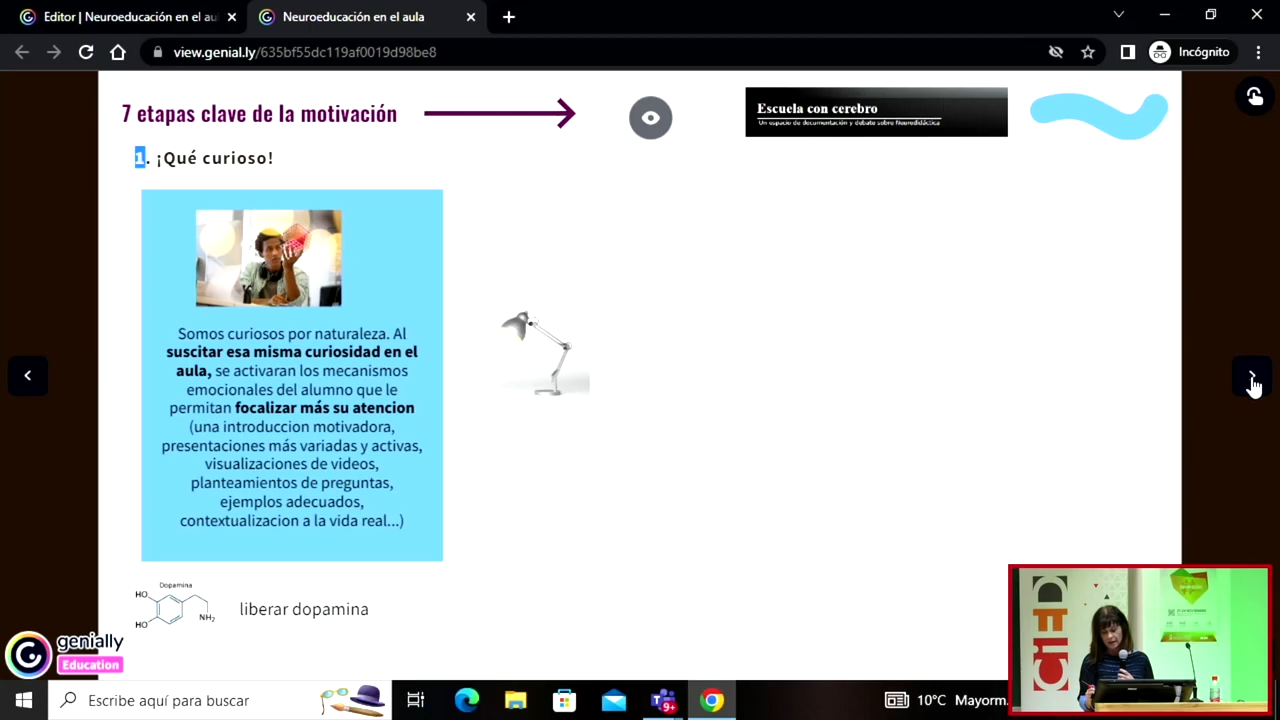 Editor | Neuroeducación en el au
Neuroeducación en el aula
view.genial.ly/635bf55dc119af0019d98be8
Incógnito
7 etapas clave de la motivación
Escuela con cerebro
Un espacio de documentación y debate sobre Neurodidáctica
1. ¡Qué curioso!
Somos curiosos por naturaleza. Al
suscitar esa misma curiosidad en el
aula, se activaran los mecanismos
emocionales del alumno que le
permitan focalizar más su atencion
(una introduccion motivadora,
presentaciones más variadas y activas,
visualizaciones de videos,
planteamientos de preguntas,
ejemplos adecuados,
contextualizacion a la vida real...)
Dopamina
HO
HO
NH₂
liberar dopamina
genially
Education
Escribe aquí para buscar
9+
10°C Mayorm.